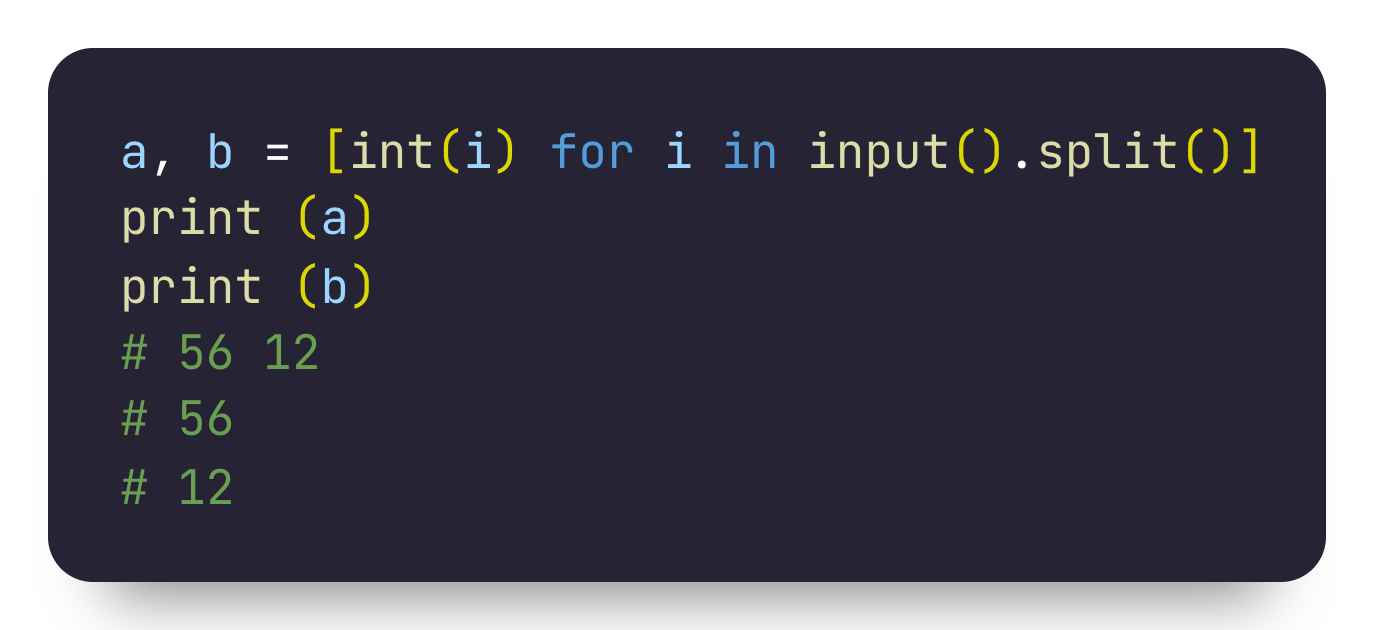 a, b = [int(i) for i in input().split()]
print (a)
print (b)
# 56 12
# 56
# 12